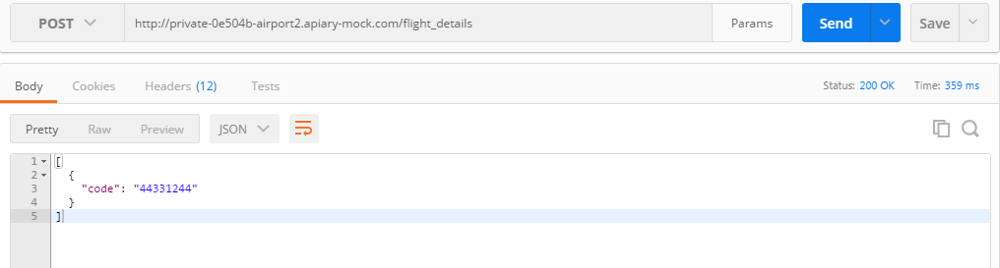 POST http://private-0e504b-airport2.apiary-mock.com/flight_details Params Send Save
Body Cookies Headers (12) Tests Status: 200 OK Time: 359 ms
Pretty Raw Preview JSON
1 [
2 {
3 "code": "44331244"
4 }
5 ]